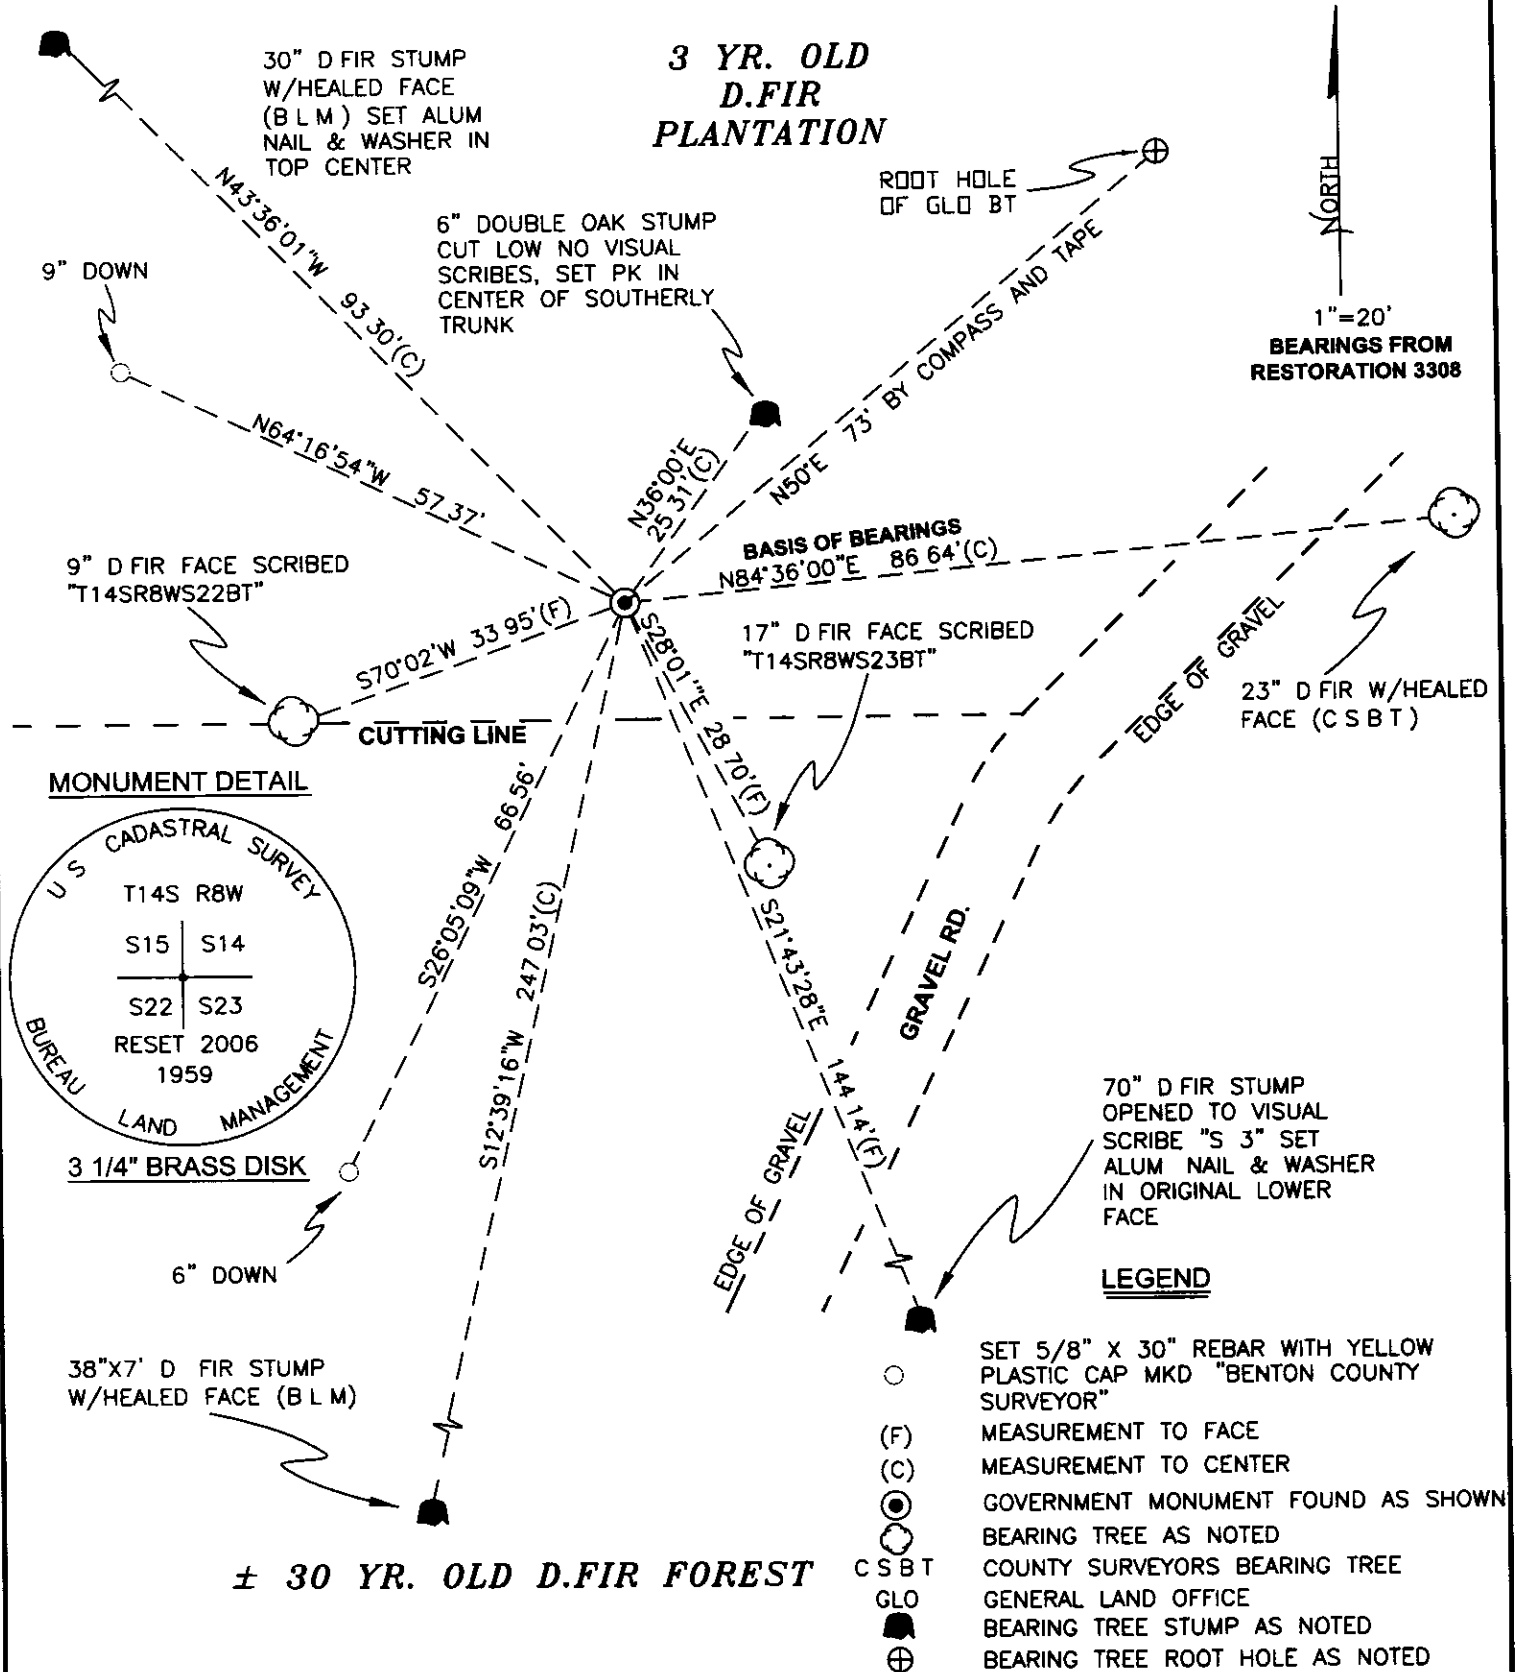 30" D FIR STUMP
W/HEALED FACE
(B L M) SET ALUM
NAIL & WASHER IN
TOP CENTER
3 YR. OLD
D.FIR
PLANTATION
ROOT HOLE
OF GLO BT
NORTH
1"=20'
BEARINGS FROM
RESTORATION 3308
6" DOUBLE OAK STUMP
CUT LOW NO VISUAL
SCRIBES, SET PK IN
CENTER OF SOUTHERLY
TRUNK
9" DOWN
N43°36'01"W 93 30'(C)
N64°16'54"W 57.37'
N36°00'E
25 31'(C)
N50°E 73' BY COMPASS AND TAPE
BASIS OF BEARINGS
N84°36'00"E 86 64'(C)
9" D FIR FACE SCRIBED
"T14SR8WS22BT"
S70°02'W 33 95'(F)
S28°01'"E 28 70'(F)
17" D FIR FACE SCRIBED
"T14SR8WS23BT"
EDGE OF GRAVEL
23" D FIR W/HEALED
FACE (C S B T)
CUTTING LINE
MONUMENT DETAIL
U S CADASTRAL SURVEY
T14S R8W
S15 S14
S22 S23
RESET 2006
1959
BUREAU LAND MANAGEMENT
3 1/4" BRASS DISK
S26°05'09"W 66 56'
S12°39'16"W 247 03'(C)
S21°43'28"E 144 14'(F)
GRAVEL RD.
EDGE OF GRAVEL
70" D FIR STUMP
OPENED TO VISUAL
SCRIBE "S 3" SET
ALUM NAIL & WASHER
IN ORIGINAL LOWER
FACE
6" DOWN
38"X7' D FIR STUMP
W/HEALED FACE (B L M)
± 30 YR. OLD D.FIR FOREST
LEGEND
SET 5/8" X 30" REBAR WITH YELLOW
PLASTIC CAP MKD "BENTON COUNTY
SURVEYOR"
(F) MEASUREMENT TO FACE
(C) MEASUREMENT TO CENTER
GOVERNMENT MONUMENT FOUND AS SHOWN
BEARING TREE AS NOTED
C S B T COUNTY SURVEYORS BEARING TREE
GLO GENERAL LAND OFFICE
BEARING TREE STUMP AS NOTED
BEARING TREE ROOT HOLE AS NOTED